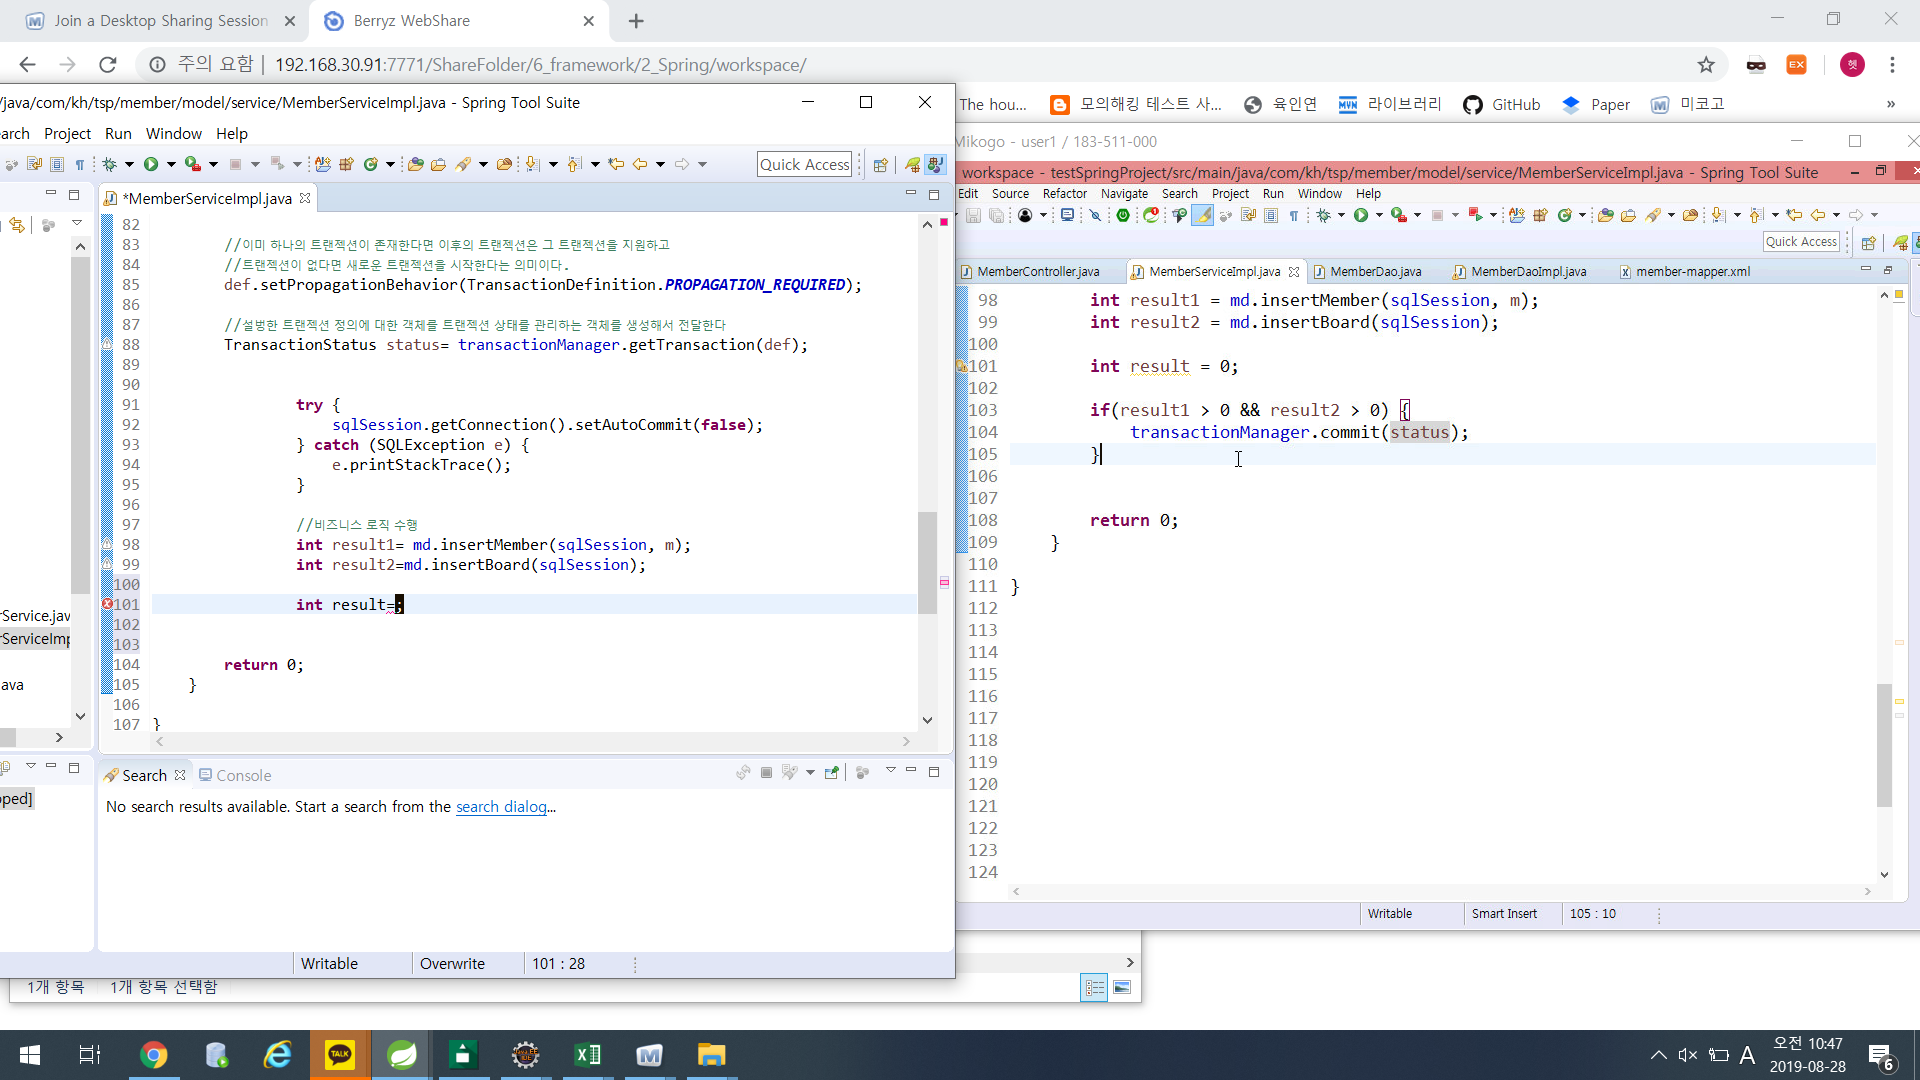 Join a Desktop Sharing Session
Berryz WebShare
주의 요함 | 192.168.30.91:7771/ShareFolder/6_framework/2_Spring/workspace/
The hou...
모의해킹 테스트 사...
육인연
라이브러리
GitHub
Paper
미코고
/java/com/kh/tsp/member/model/service/MemberServiceImpl.java - Spring Tool Suite
earch Project Run Window Help
Quick Access
*MemberServiceImpl.java
82
83 //이미 하나의 트랜젝션이 존재한다면 이후의 트랜젝션은 그 트랜젝션을 지원하고
84 //트랜젝션이 없다면 새로운 트랜젝션을 시작한다는 의미이다.
85 def.setPropagationBehavior(TransactionDefinition.PROPAGATION_REQUIRED);
86
87 //설벙한 트랜젝션 정의에 대한 객체를 트랜젝션 상태를 관리하는 객체를 생성해서 전달한다
88 TransactionStatus status= transactionManager.getTransaction(def);
89
90
91 try {
92 sqlSession.getConnection().setAutoCommit(false);
93 } catch (SQLException e) {
94 e.printStackTrace();
95 }
96
97 //비즈니스 로직 수행
98 int result1= md.insertMember(sqlSession, m);
99 int result2=md.insertBoard(sqlSession);
100
101 int result=;
102
103
104 return 0;
105 }
106
107 }
rService.jav
rServiceImp
ava
pped]
Search
Console
No search results available. Start a search from the search dialog...
Writable
Overwrite
101 : 28
1개 항목
1개 항목 선택함
Mikogo - user1 / 183-511-000
workspace - testSpringProject/src/main/java/com/kh/tsp/member/model/service/MemberServiceImpl.java - Spring Tool Suite
Edit Source Refactor Navigate Search Project Run Window Help
Quick Access
MemberController.java
MemberServiceImpl.java
MemberDao.java
MemberDaoImpl.java
member-mapper.xml
98 int result1 = md.insertMember(sqlSession, m);
99 int result2 = md.insertBoard(sqlSession);
100
101 int result = 0;
102
103 if(result1 > 0 && result2 > 0) {
104 transactionManager.commit(status);
105 }
106
107
108 return 0;
109 }
110
111 }
112
113
114
115
116
117
118
119
120
121
122
123
124
Writable
Smart Insert
105 : 10
TALK
A
오전 10:47
2019-08-28
6